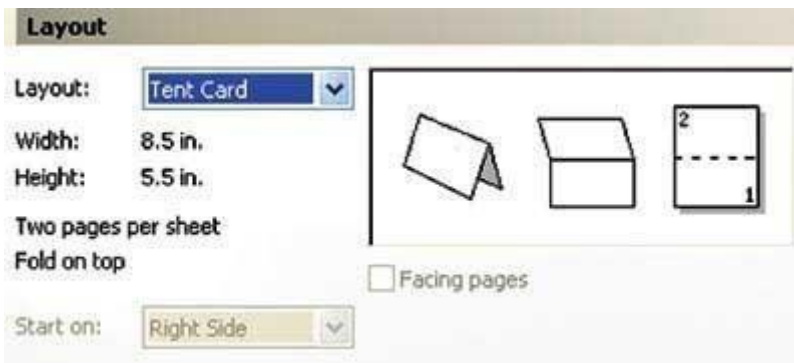 Layout
Layout: Tent Card
Width: 8.5 in.
Height: 5.5 in.
Two pages per sheet
Fold on top
Start on: Right Side
2
1
Facing pages